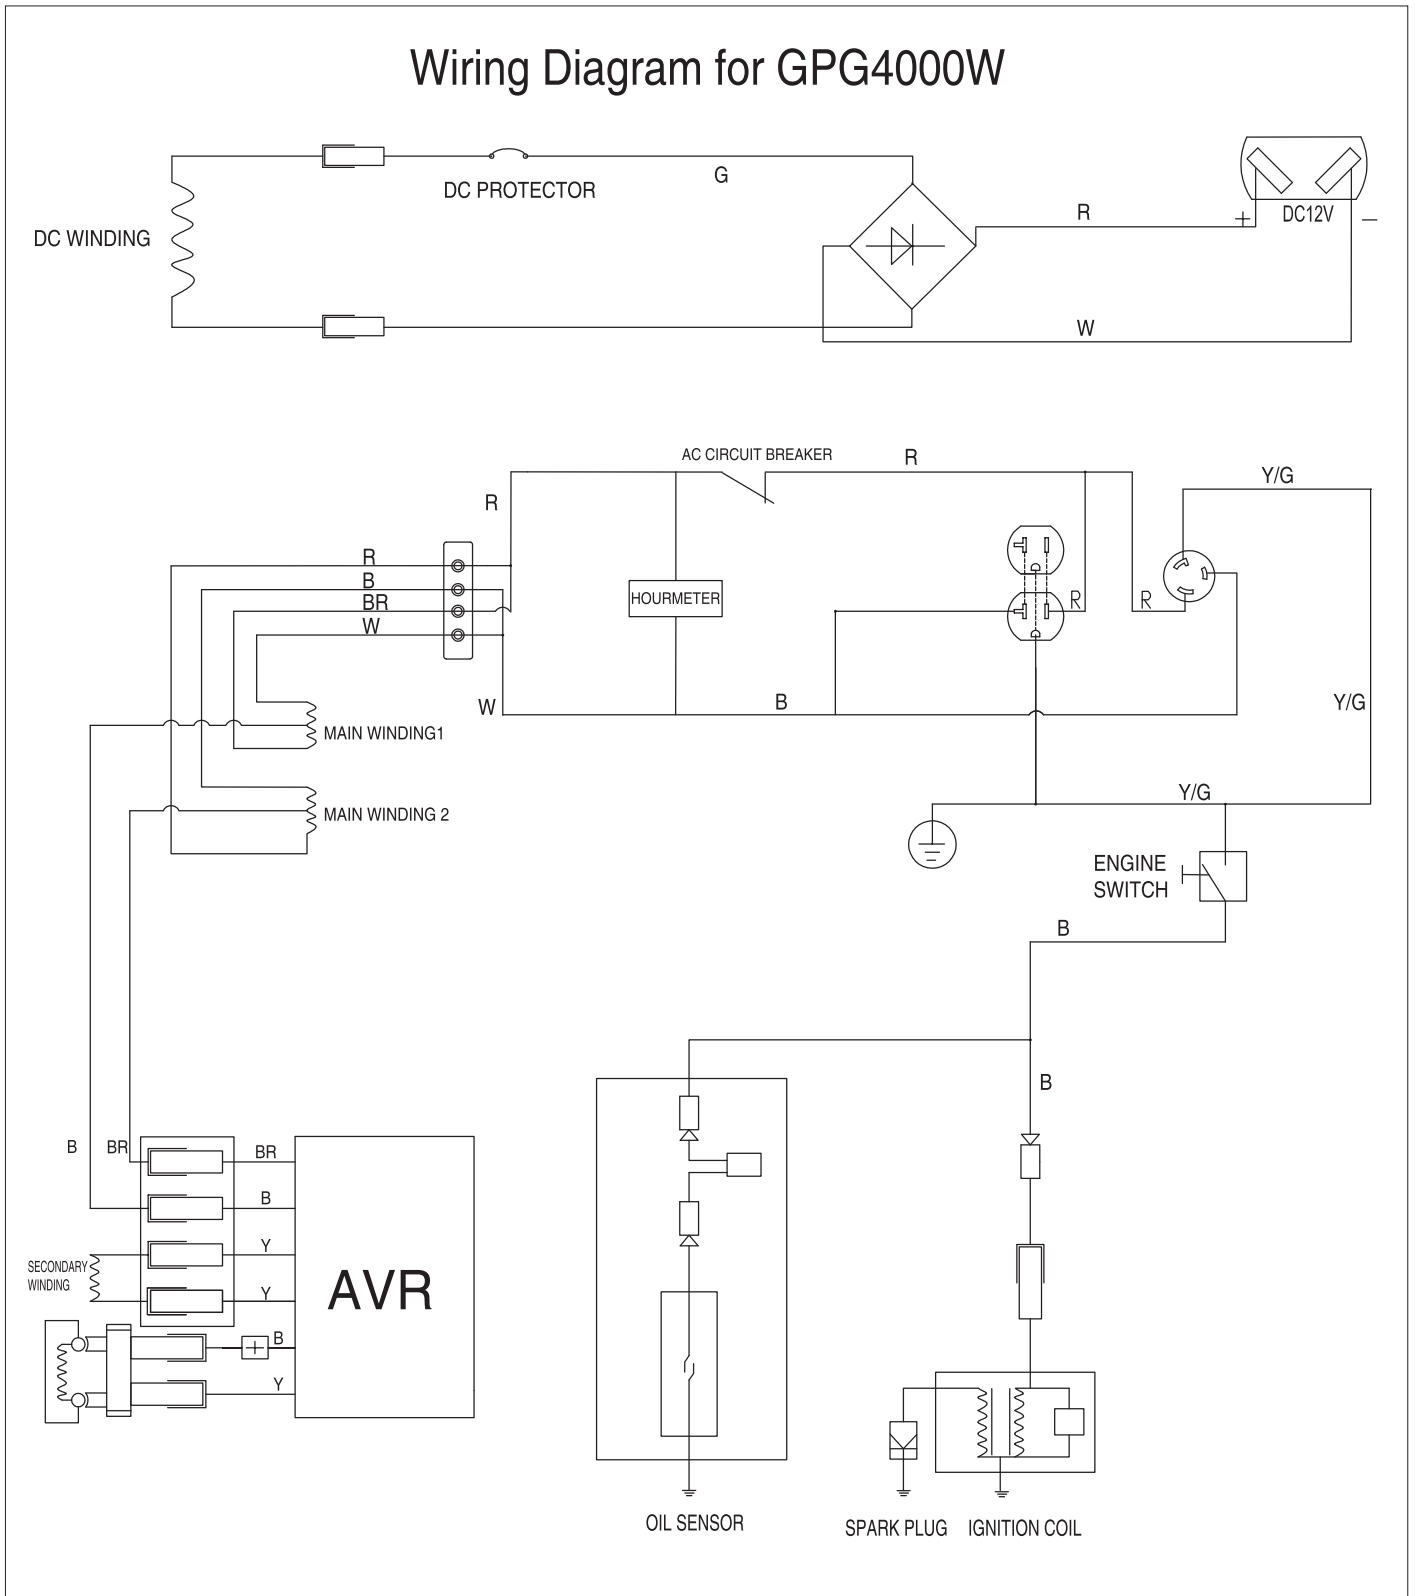 Wiring Diagram for GPG4000W
DC PROTECTOR
G
DC WINDING
R
+
DC12V
−
W
AC CIRCUIT BREAKER
R
Y/G
R
R
B
BR
W
HOURMETER
R
R
W
B
Y/G
MAIN WINDING1
MAIN WINDING 2
Y/G
ENGINE
SWITCH
B
B
B
BR
BR
B
Y
Y
SECONDARY
WINDING
AVR
+
B
Y
OIL SENSOR
SPARK PLUG
IGNITION COIL